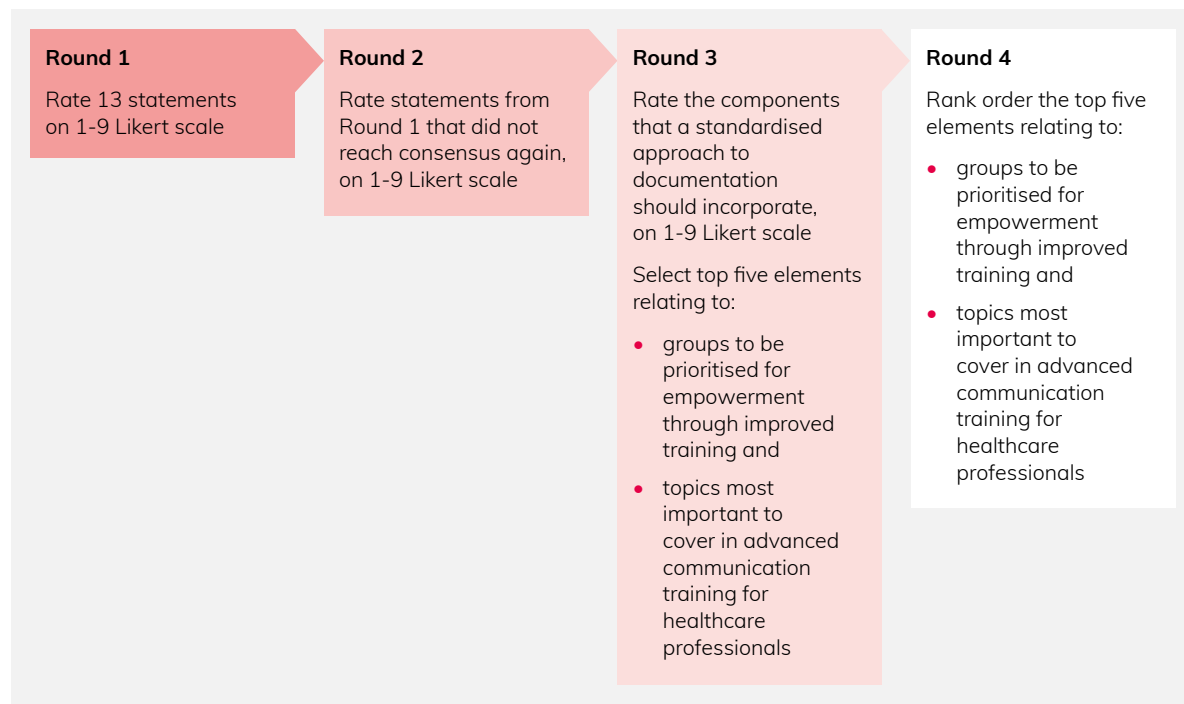 Round 1
Rate 13 statements
on 1-9 Likert scale
Round 2
Rate statements from
Round 1 that did not
reach consensus again,
on 1-9 Likert scale
Round 3
Rate the components
that a standardised
approach to
documentation
should incorporate,
on 1-9 Likert scale
Select top five elements
relating to:
• groups to be
prioritised for
empowerment
through improved
training and
• topics most
important to
cover in advanced
communication
training for
healthcare
professionals
Round 4
Rank order the top five
elements relating to:
• groups to be
prioritised for
empowerment
through improved
training and
• topics most
important to
cover in advanced
communication
training for
healthcare
professionals